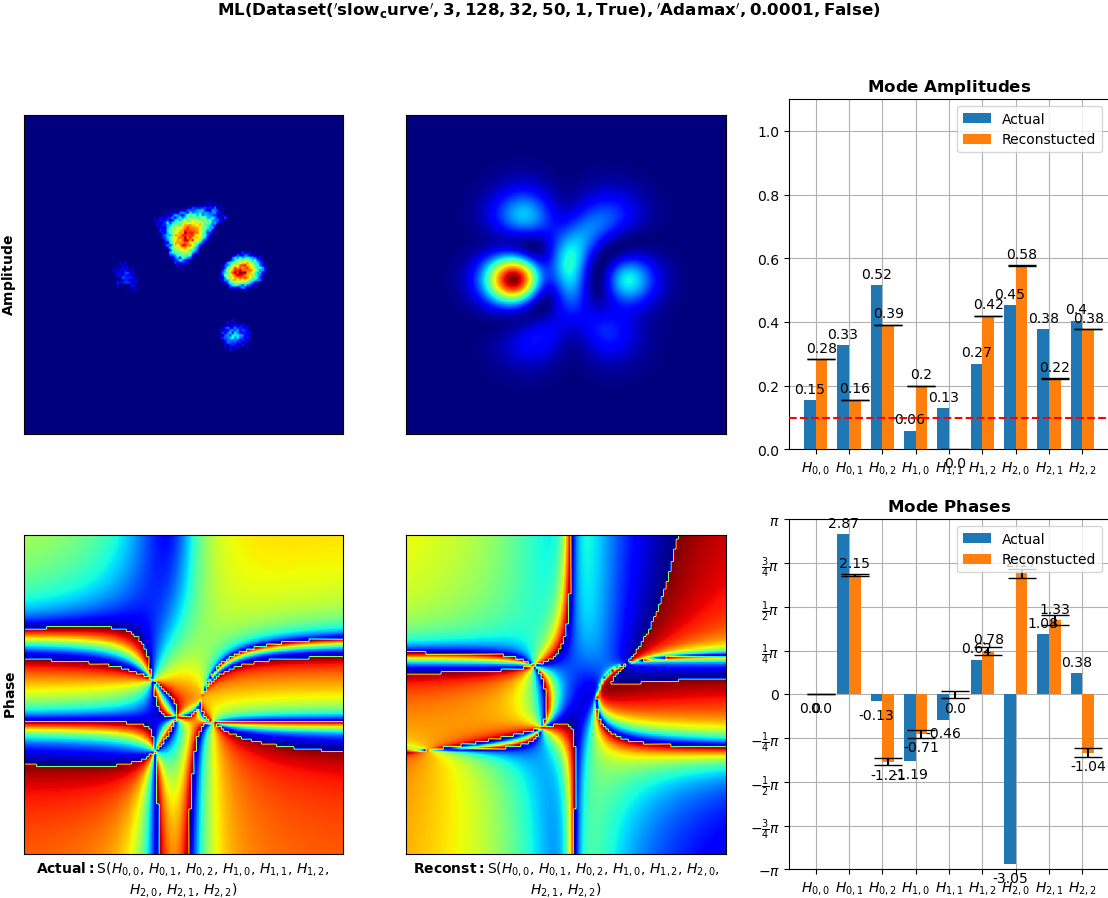 ML(Dataset('slow_curve', 3, 128, 32, 50, 1, True), 'Adamax', 0.0001, False)
Mode Amplitudes
Amplitude
Actual
Reconstucted
1.0
0.8
0.6
0.4
0.2
0.0
0.15
0.28
0.33
0.16
0.52
0.39
0.06
0.2
0.13
0.0
0.27
0.42
0.45
0.58
0.38
0.22
0.4
0.38
H0,0 H0,1 H0,2 H1,0 H1,1 H1,2 H2,0 H2,1 H2,2
Mode Phases
Phase
Actual
Reconstucted
π
3/4π
1/2π
1/4π
0
−1/4π
−1/2π
−3/4π
−π
0.0
0.0
2.87
2.15
-0.13
-1.21
-1.19
-0.71
-0.46
0.0
0.78
-3.05
1.08
1.33
0.38
-1.04
H0,0 H0,1 H0,2 H1,0 H1,1 H1,2 H2,0 H2,1 H2,2
Actual: S(H0,0, H0,1, H0,2, H1,0, H1,1, H1,2,
H2,0, H2,1, H2,2)
Reconst: S(H0,0, H0,1, H0,2, H1,0, H1,2, H2,0,
H2,1, H2,2)